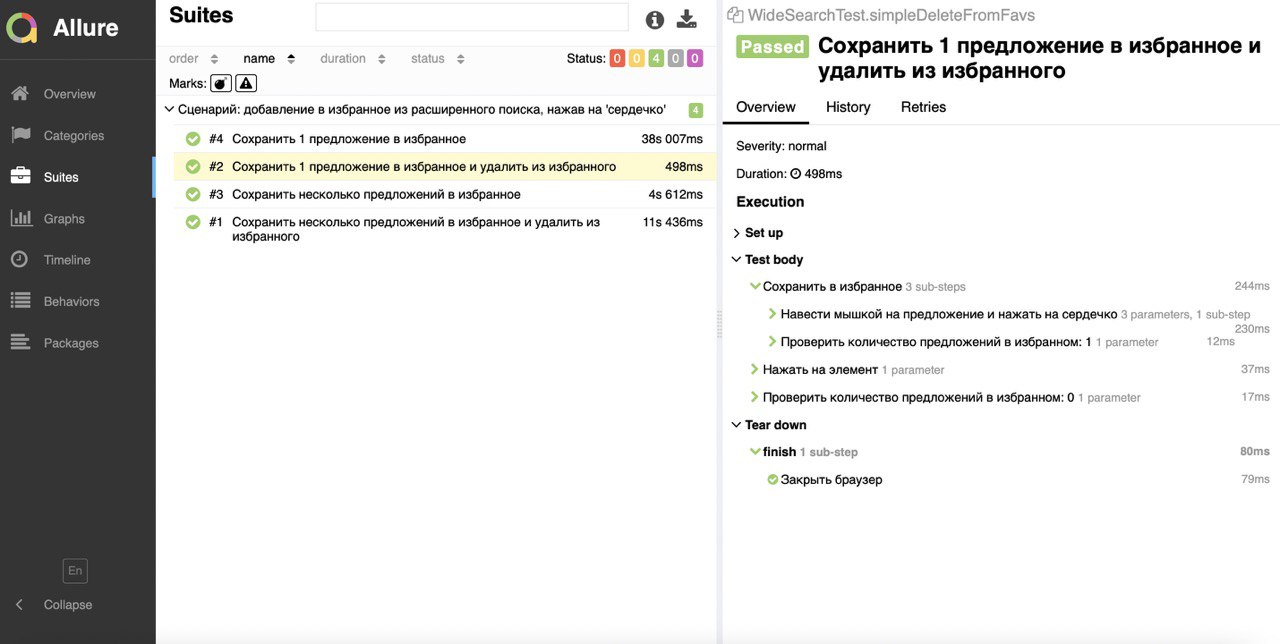 Allure
Overview
Categories
Suites
Graphs
Timeline
Behaviors
Packages
En
Collapse
Suites
order name duration status Status: 0 0 4 0 0
Marks:
Сценарий: добавление в избранное из расширенного поиска, нажав на 'сердечко' 4
#4 Сохранить 1 предложение в избранное 38s 007ms
#2 Сохранить 1 предложение в избранное и удалить из избранного 498ms
#3 Сохранить несколько предложений в избранное 4s 612ms
#1 Сохранить несколько предложений в избранное и удалить из 11s 436ms
избранного
WideSearchTest.simpleDeleteFromFavs
Passed Сохранить 1 предложение в избранное и
удалить из избранного
Overview History Retries
Severity: normal
Duration: 498ms
Execution
Set up
Test body
Сохранить в избранное 3 sub-steps 244ms
Навести мышкой на предложение и нажать на сердечко 3 parameters, 1 sub-step
230ms
Проверить количество предложений в избранном: 1 1 parameter 12ms
Нажать на элемент 1 parameter 37ms
Проверить количество предложений в избранном: 0 1 parameter 17ms
Tear down
finish 1 sub-step 80ms
Закрыть браузер 79ms